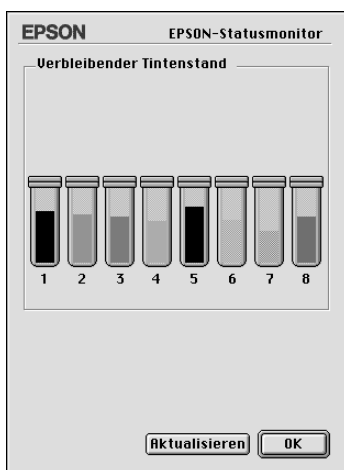 EPSON EPSON-Statusmonitor
Verbleibender Tintenstand
1 2 3 4 5 6 7 8
Aktualisieren OK